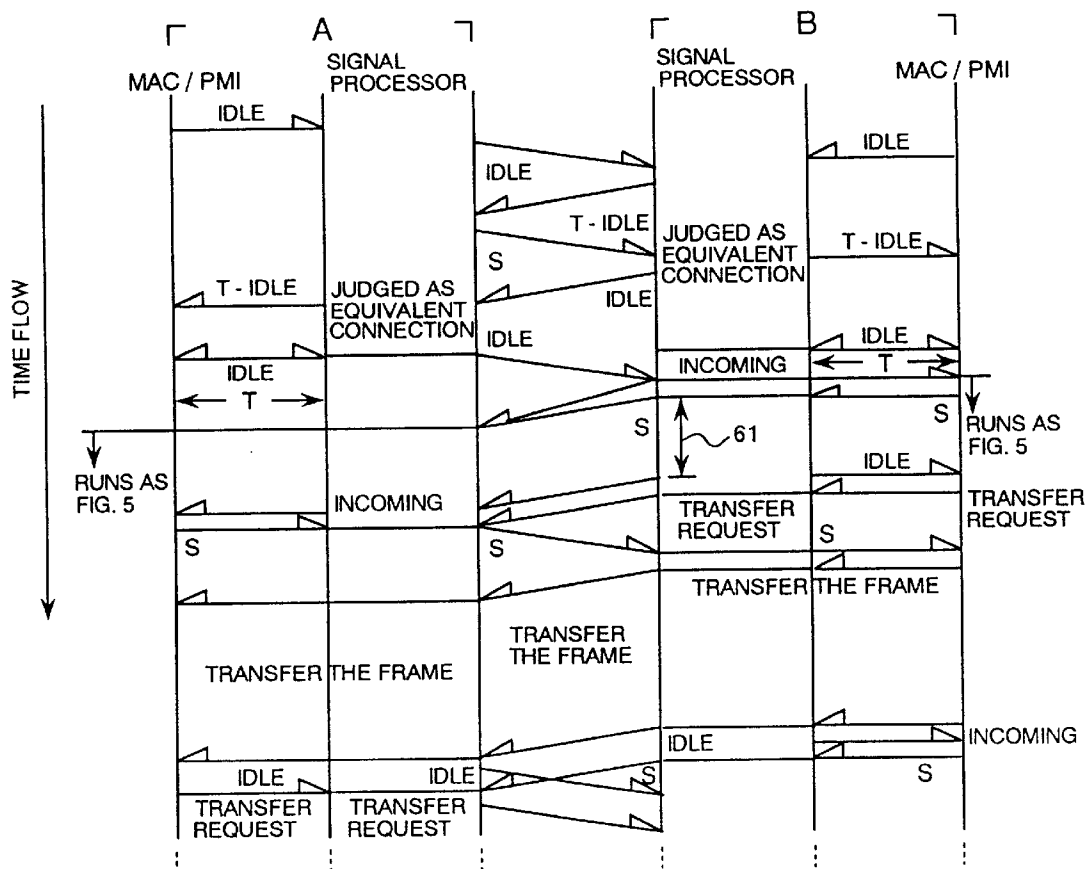 A
B
SIGNAL
PROCESSOR
SIGNAL
PROCESSOR
MAC / PMI
MAC / PMI
IDLE
IDLE
IDLE
T - IDLE
JUDGED AS
EQUIVALENT
CONNECTION
T - IDLE
S
TIME FLOW
T - IDLE
JUDGED AS
EQUIVALENT
CONNECTION
IDLE
IDLE
IDLE
IDLE
INCOMING
T
T
S
S
RUNS AS
FIG. 5
61
RUNS AS
FIG. 5
IDLE
INCOMING
TRANSFER
REQUEST
TRANSFER
REQUEST
S
S
S
TRANSFER THE FRAME
TRANSFER
THE FRAME
TRANSFER THE FRAME
INCOMING
IDLE
IDLE
IDLE
S
S
TRANSFER
REQUEST
TRANSFER
REQUEST